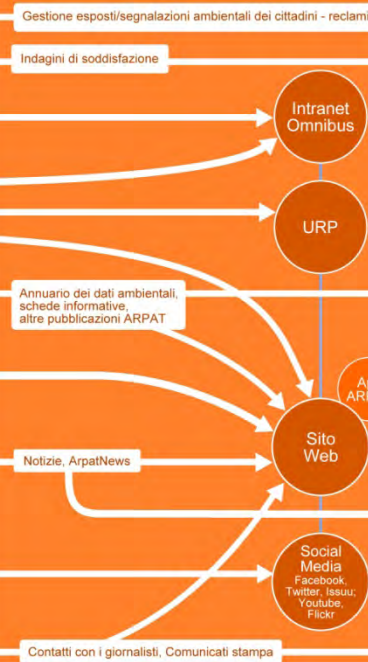 Gestione esposti/segnalazioni ambientali dei cittadini - reclami
Indagini di soddisfazione
Intranet
Omnibus
URP
Annuario dei dati ambientali,
schede informative,
altre pubblicazioni ARPAT
Sito
Web
Notizie, ArpatNews
Social
Media
Facebook,
Twitter, Issuu;
Youtube,
Flickr
Contatti con i giornalisti, Comunicati stampa